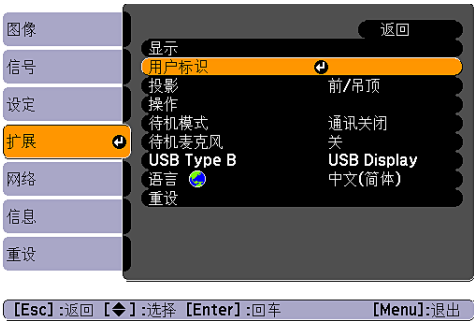 图像
信号
设定
扩展
网络
信息
重设
返回
显示
用户标识
投影 前/吊顶
操作
待机模式 通讯关闭
待机麦克风 关
USB Type B USB Display
语言 中文(简体)
重设
[Esc] :返回 [◆] :选择 [Enter] :回车 [Menu]:退出